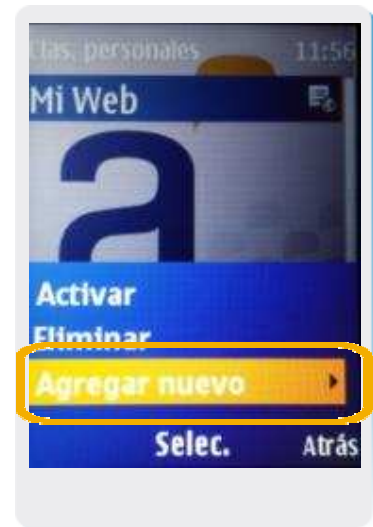 Ctas. personales 11:56
Mi Web
a
Activar
Eliminar
Agregar nuevo
Selec. Atrás